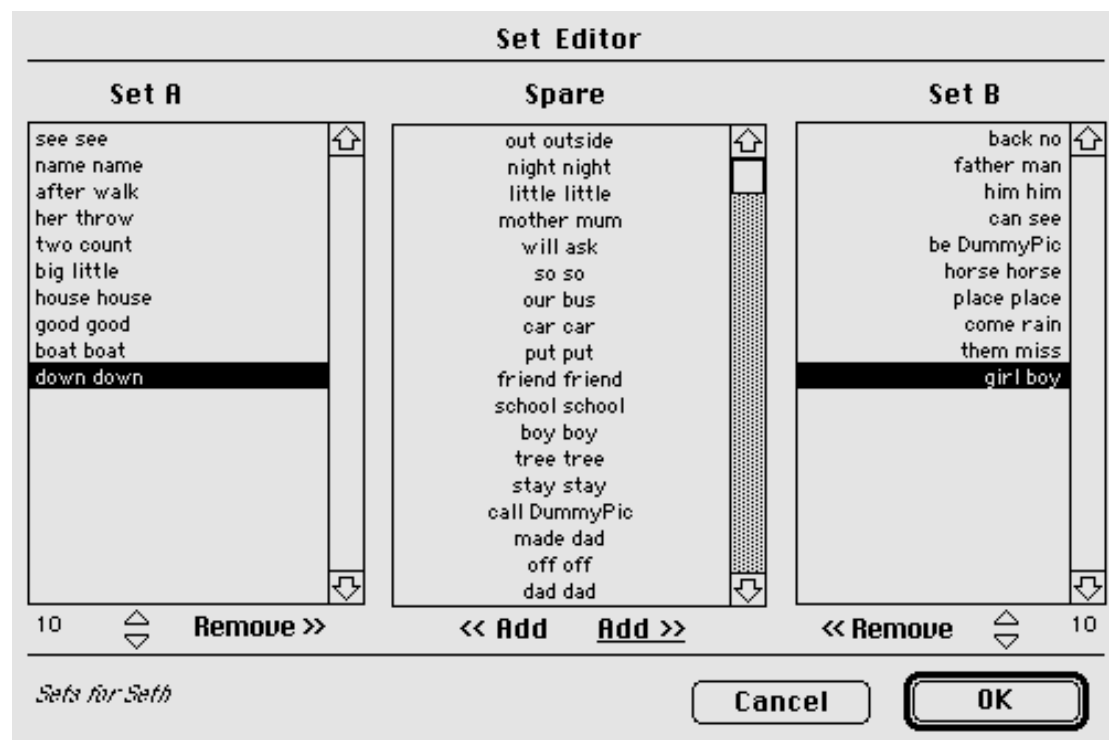 Set Editor
Set A
see see
name name
after walk
her throw
two count
big little
house house
good good
boat boat
down down
10
Remove >>
Spare
out outside
night night
little little
mother mum
will ask
so so
our bus
car car
put put
friend friend
school school
boy boy
tree tree
stay stay
call DummyPic
made dad
off off
dad dad
<< Add Add >>
Set B
back no
father man
him him
can see
be DummyPic
horse horse
place place
come rain
them miss
girl boy
<< Remove
10
Sets for Seth
Cancel
OK